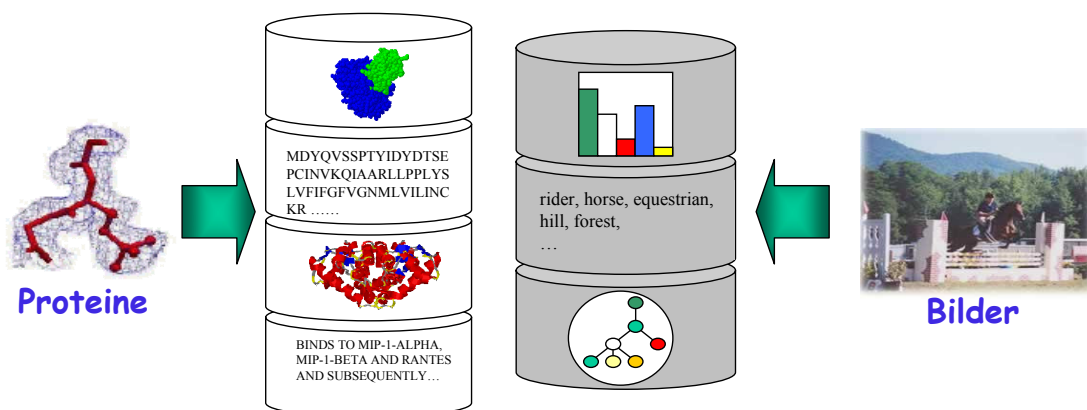 MDYQVSSPTYIDYDTSE
PCINVKQIAARLLPPLYS
LVFIFGFVGNMLVILINC
KR ……
BINDS TO MIP-1-ALPHA,
MIP-1-BETA AND RANTES
AND SUBSEQUENTLY…
Proteine
rider, horse, equestrian,
hill, forest,
…
Bilder